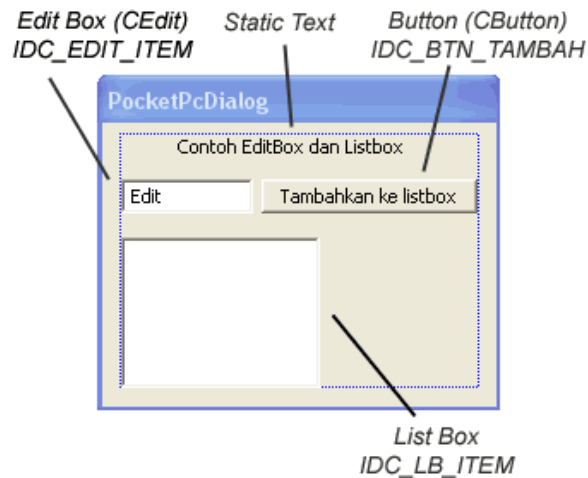 Edit Box (CEdit)
IDC_EDIT_ITEM
Static Text
Button (CButton)
IDC_BTN_TAMBAH
PocketPcDialog
Contoh EditBox dan Listbox
Edit
Tambahkan ke listbox
List Box
IDC_LB_ITEM